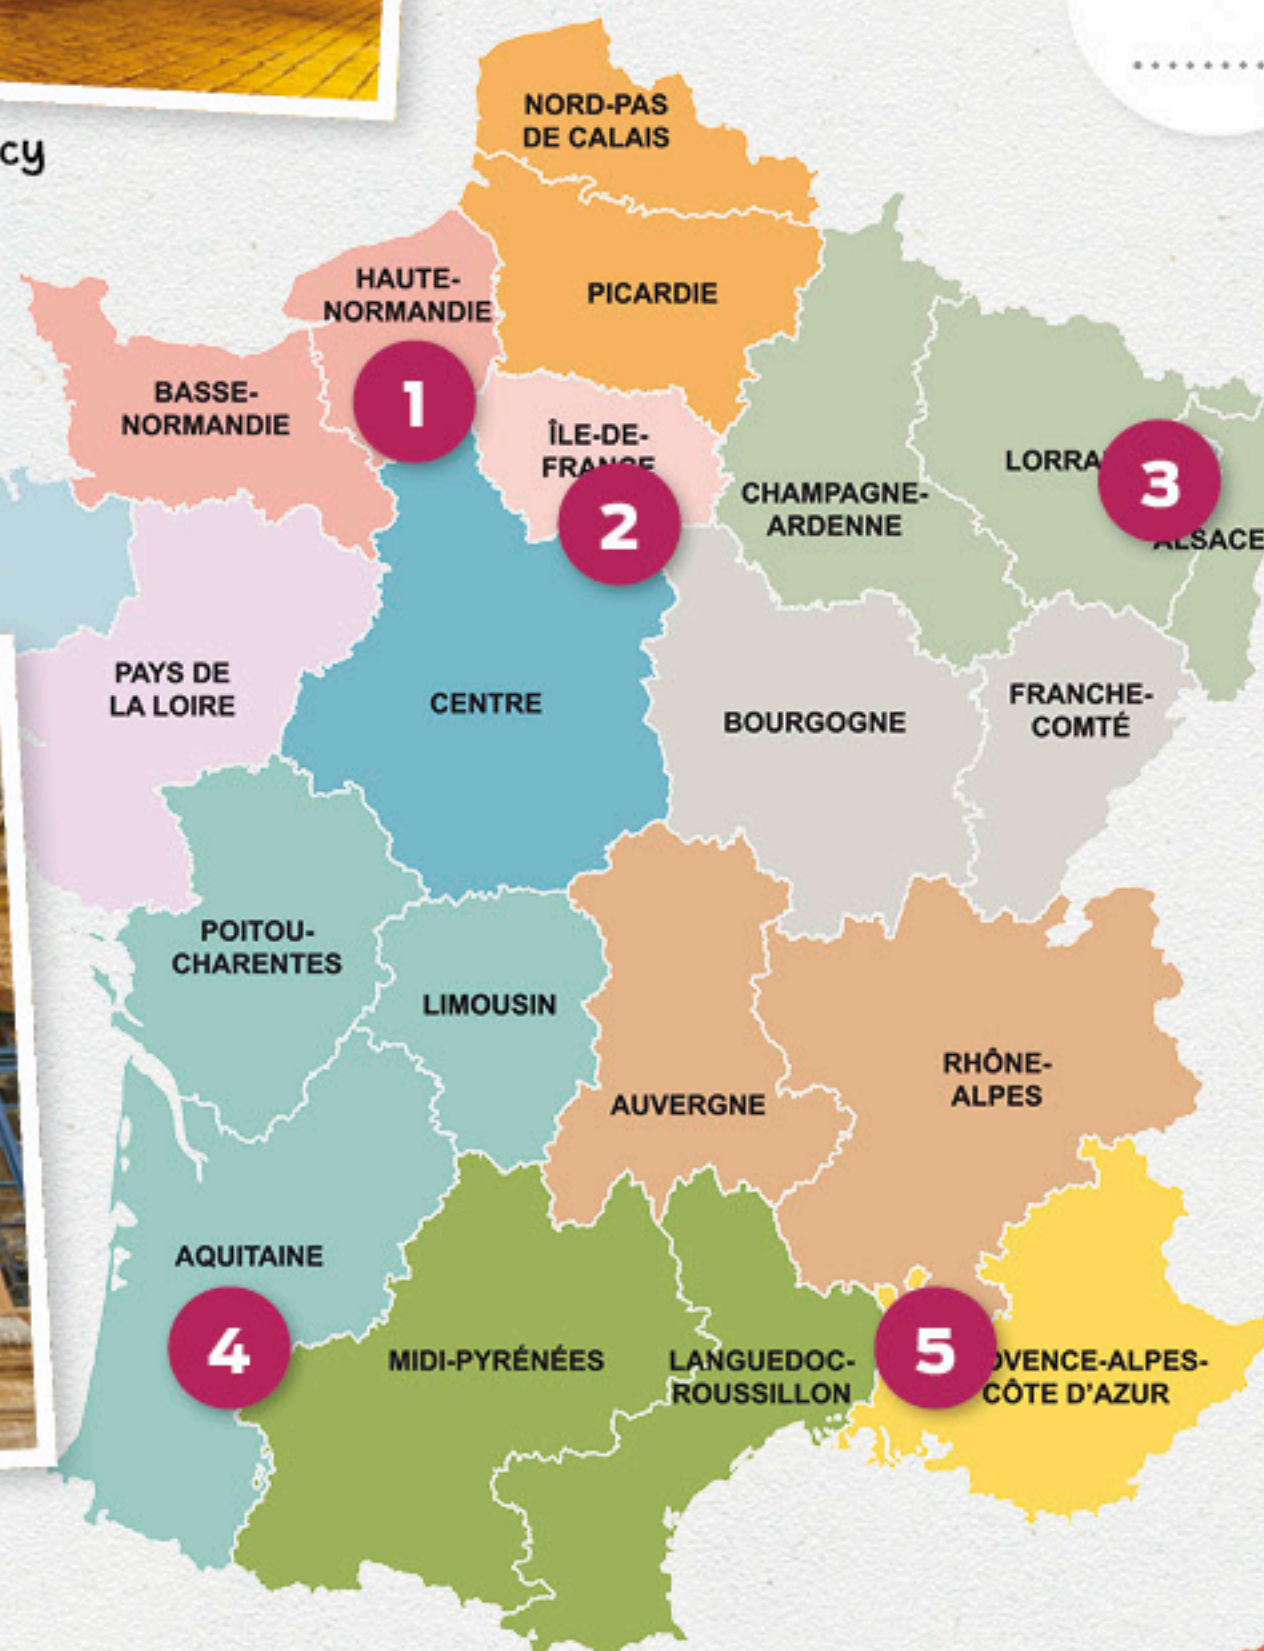 cy
NORD-PAS
DE CALAIS
HAUTE-
NORMANDIE
PICARDIE
BASSE-
NORMANDIE
1
ÎLE-DE-
FRANCE
2
LORRA
3
CHAMPAGNE-
ARDENNE
ALSACE
PAYS DE
LA LOIRE
CENTRE
BOURGOGNE
FRANCHE-
COMTÉ
POITOU-
CHARENTES
LIMOUSIN
AUVERGNE
RHÔNE-
ALPES
AQUITAINE
4
MIDI-PYRÉNÉES
LANGUEDOC-
ROUSSILLON
5
OVENCE-ALPES-
CÔTE D'AZUR